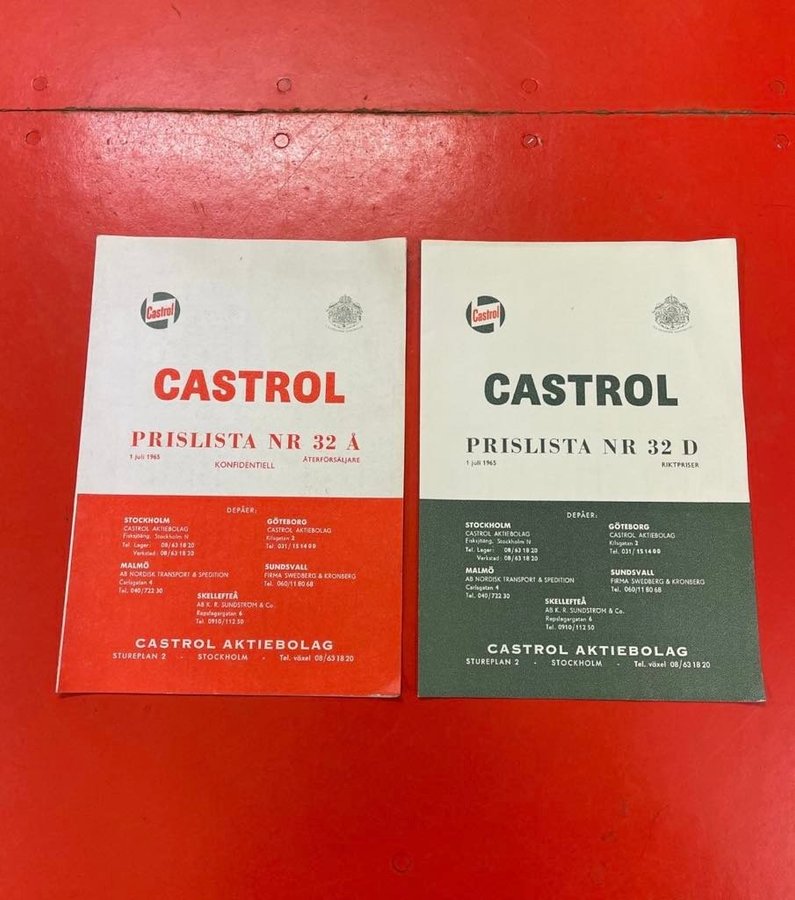 Castrol
CASTROL
PRISLISTA NR 32 Å
1 juli 1965
KONFIDENTIELL
ÅTERFÖRSÄLJARE
DEPÅER:
STOCKHOLM
CASTROL AKTIEBOLAG
Fisksjöäng, Stockholm N
Tel. Lager: 08/63 18 20
Verkstad: 08/63 18 20
GÖTEBORG
CASTROL AKTIEBOLAG
Kilsgatan 2
Tel. 031/15 14 00
MALMÖ
AB NORDISK TRANSPORT & SPEDITION
Carlsgatan 4
Tel. 040/722 30
SUNDSVALL
FIRMA SWEDBERG & KRONBERG
Tel. 060/11 80 68
SKELLEFTEÅ
AB K. R. SUNDSTRÖM & Co.
Repslagargatan 6
Tel 0910/112 50
CASTROL AKTIEBOLAG
STUREPLAN 2 - STOCKHOLM - Tel. växel 08/63 18 20
Castrol
CASTROL
PRISLISTA NR 32 D
1 juli 1965
RIKTPRISER
DEPÅER:
STOCKHOLM
CASTROL AKTIEBOLAG
Fisksjöäng, Stockholm N
Tel. Lager: 08/63 18 20
Verkstad: 08/63 18 20
GÖTEBORG
CASTROL AKTIEBOLAG
Kilsgatan 2
Tel. 031/15 14 00
MALMÖ
AB NORDISK TRANSPORT & SPEDITION
Carlsgatan 4
Tel. 040/722 30
SUNDSVALL
FIRMA SWEDBERG & KRONBERG
Tel. 060/11 80 68
SKELLEFTEÅ
AB K. R. SUNDSTRÖM & Co.
Repslagargatan 6
Tel. 0910/112 50
CASTROL AKTIEBOLAG
STUREPLAN 2 - STOCKHOLM - Tel. växel 08/63 18 20